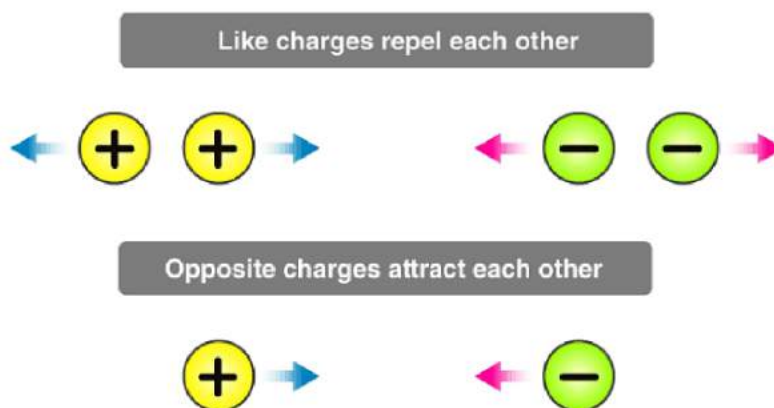 Like charges repel each other
+ + − −
Opposite charges attract each other
+ −